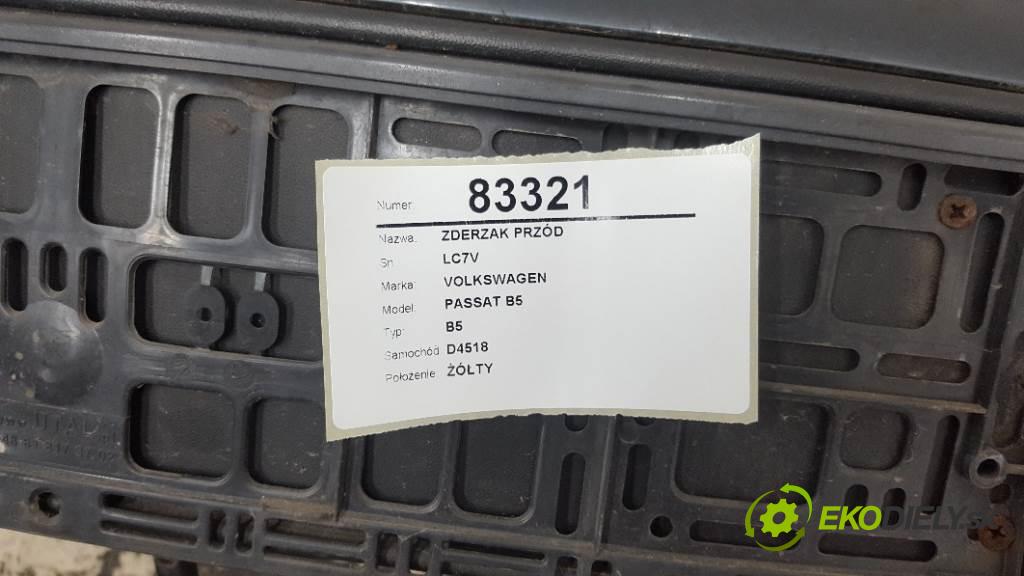 Numer: 83321
Nazwa: ZDERZAK PRZÓD
Sn LC7V
Marka: VOLKSWAGEN
Model: PASSAT B5
Typ: B5
Samochód D4518
Położenie ŻÓŁTY
EKODIELY